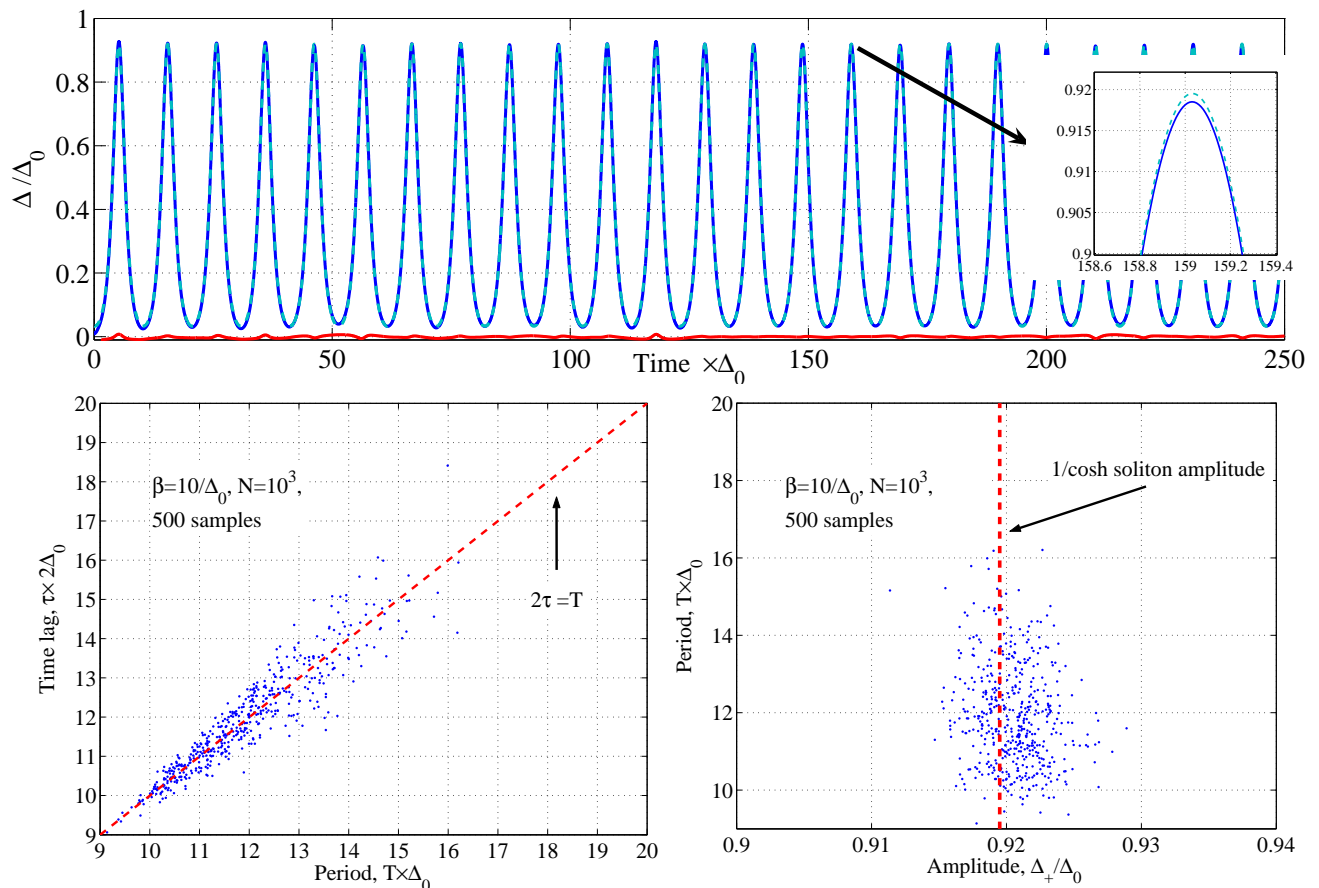 1
0.8
0.6
0.4
0.2
0
Δ/Δ₀
0 50 100 150 200 250
Time ×Δ₀
0.92
0.915
0.91
0.905
0.9
158.6 158.8 159 159.2 159.4
20
19
18
17
16
15
14
13
12
11
10
9
Time lag, τ× 2Δ₀
β=10/Δ₀, N=10³,
500 samples
2τ =T
9 10 11 12 13 14 15 16 17 18 19 20
Period, T×Δ₀
20
18
16
14
12
10
Period, T×Δ₀
β=10/Δ₀, N=10³,
500 samples
1/cosh soliton amplitude
0.9 0.91 0.92 0.93 0.94
Amplitude, Δ₊/Δ₀